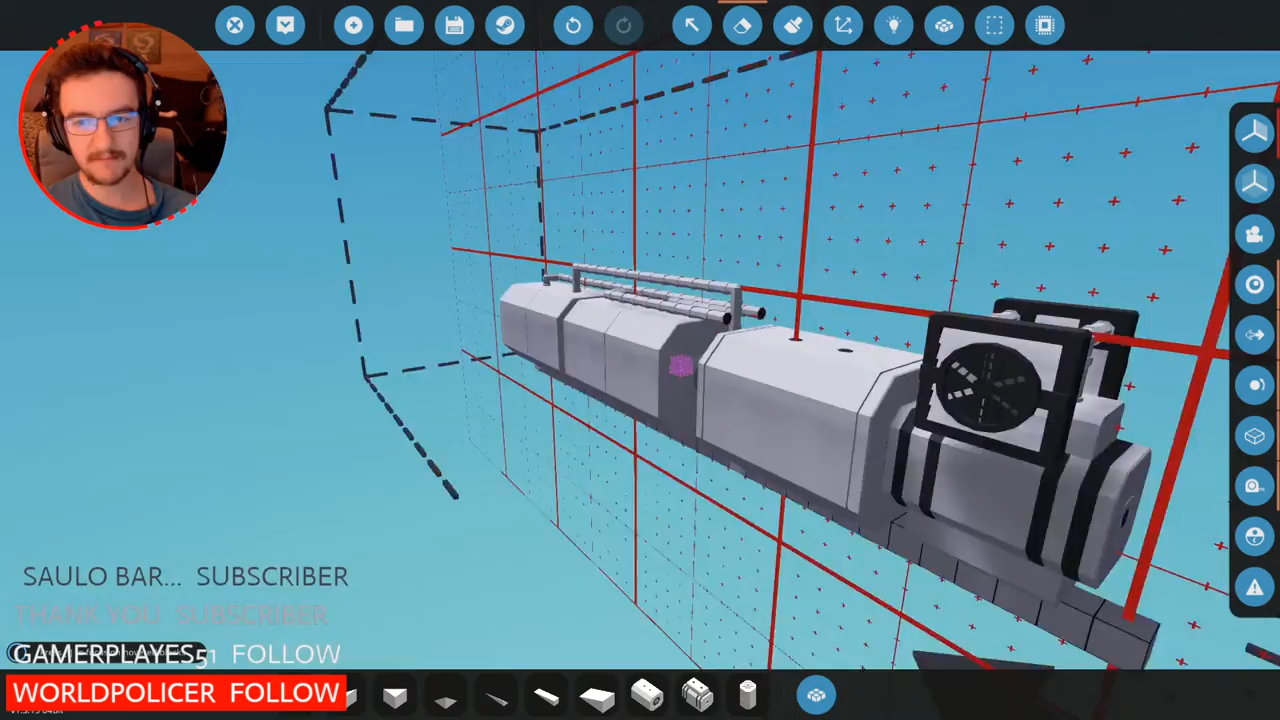 SAULO BAR... SUBSCRIBER
THANK YOU SUBSCRIBER
GAMERPLAYES51 FOLLOW
WORLDPOLICER FOLLOW